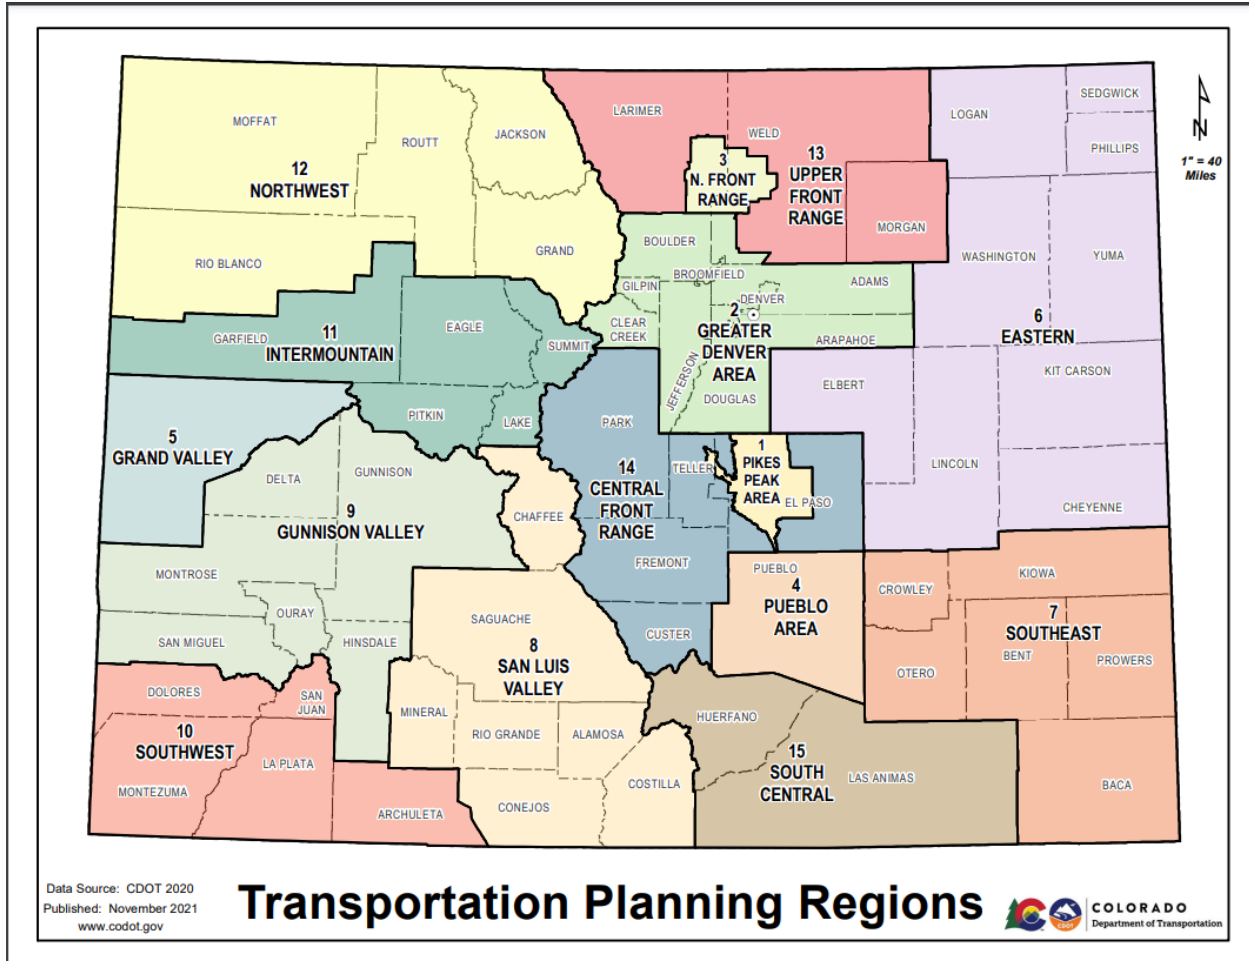 LOGAN
SEDGWICK
PHILLIPS
1" = 40
Miles
MOFFAT
ROUTT
JACKSON
LARIMER
WELD
12
NORTHWEST
3
N. FRONT
RANGE
13
UPPER
FRONT
RANGE
MORGAN
WASHINGTON
YUMA
RIO BLANCO
GRAND
BOULDER
BROOMFIELD
GILPIN
DENVER
ADAMS
CLEAR
CREEK
2
GREATER
DENVER
AREA
ARAPAHOE
JEFFERSON
DOUGLAS
6
EASTERN
ELBERT
KIT CARSON
LINCOLN
CHEYENNE
GARFIELD
11
INTERMOUNTAIN
EAGLE
SUMMIT
PITKIN
LAKE
5
GRAND VALLEY
DELTA
GUNNISON
9
GUNNISON VALLEY
CHAFFEE
PARK
14
CENTRAL
FRONT
RANGE
TELLER
1
PIKES
PEAK
AREA
EL PASO
FREMONT
CUSTER
MONTROSE
OURAY
SAN MIGUEL
HINSDALE
SAGUACHE
8
SAN LUIS
VALLEY
PUEBLO
4
PUEBLO
AREA
CROWLEY
KIOWA
7
SOUTHEAST
BENT
PROWERS
OTERO
DOLORES
SAN
JUAN
10
SOUTHWEST
LA PLATA
MONTEZUMA
ARCHULETA
MINERAL
RIO GRANDE
ALAMOSA
CONEJOS
COSTILLA
HUERFANO
15
SOUTH
CENTRAL
LAS ANIMAS
BACA
Data Source: CDOT 2020
Published: November 2021
www.codot.gov
Transportation Planning Regions
CDOT
COLORADO
Department of Transportation
N